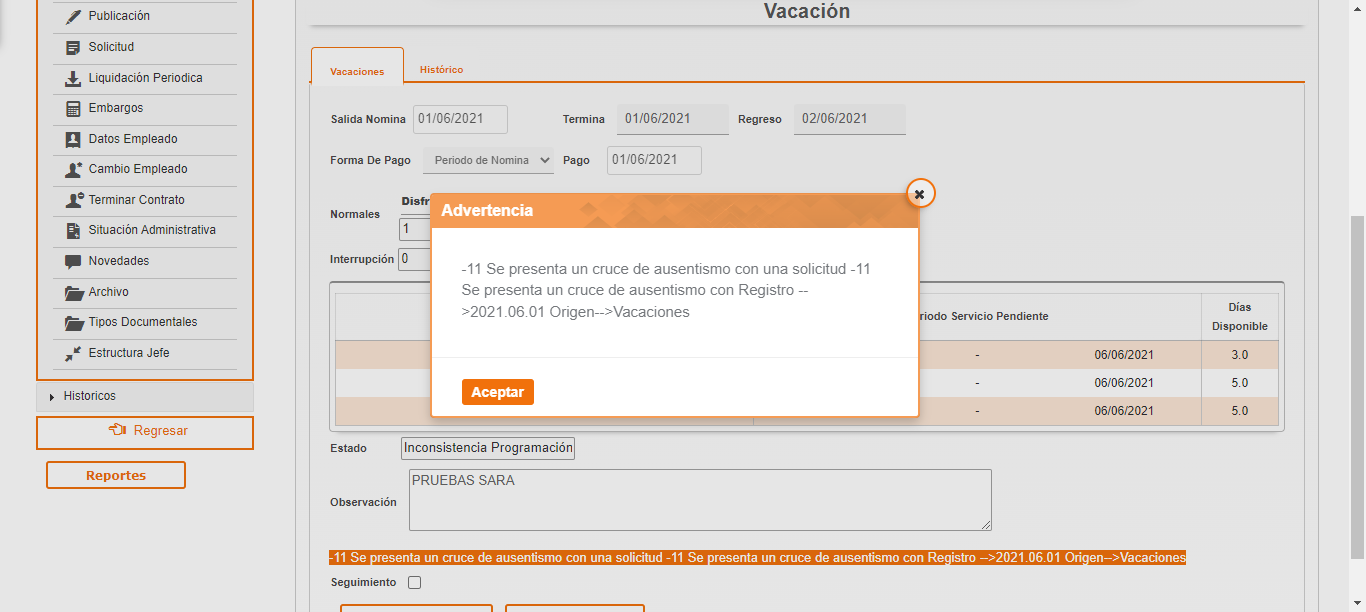 Publicación
Solicitud
Liquidación Periodica
Embargos
Datos Empleado
Cambio Empleado
Terminar Contrato
Situación Administrativa
Novedades
Archivo
Tipos Documentales
Estructura Jefe
Historicos
Regresar
Reportes
Vacación
Vacaciones
Histórico
Salida Nomina 01/06/2021 Termina 01/06/2021 Regreso 02/06/2021
Forma De Pago Periodo de Nomina Pago 01/06/2021
Normales
1
Interrupción 0
Advertencia
-11 Se presenta un cruce de ausentismo con una solicitud -11
Se presenta un cruce de ausentismo con Registro --
>2021.06.01 Origen-->Vacaciones
Aceptar
Servicio Pendiente
Días
Disponible
- 06/06/2021 3.0
- 06/06/2021 5.0
- 06/06/2021 5.0
Estado Inconsistencia Programación
Observación PRUEBAS SARA
-11 Se presenta un cruce de ausentismo con una solicitud -11 Se presenta un cruce de ausentismo con Registro -->2021.06.01 Origen-->Vacaciones
Seguimiento